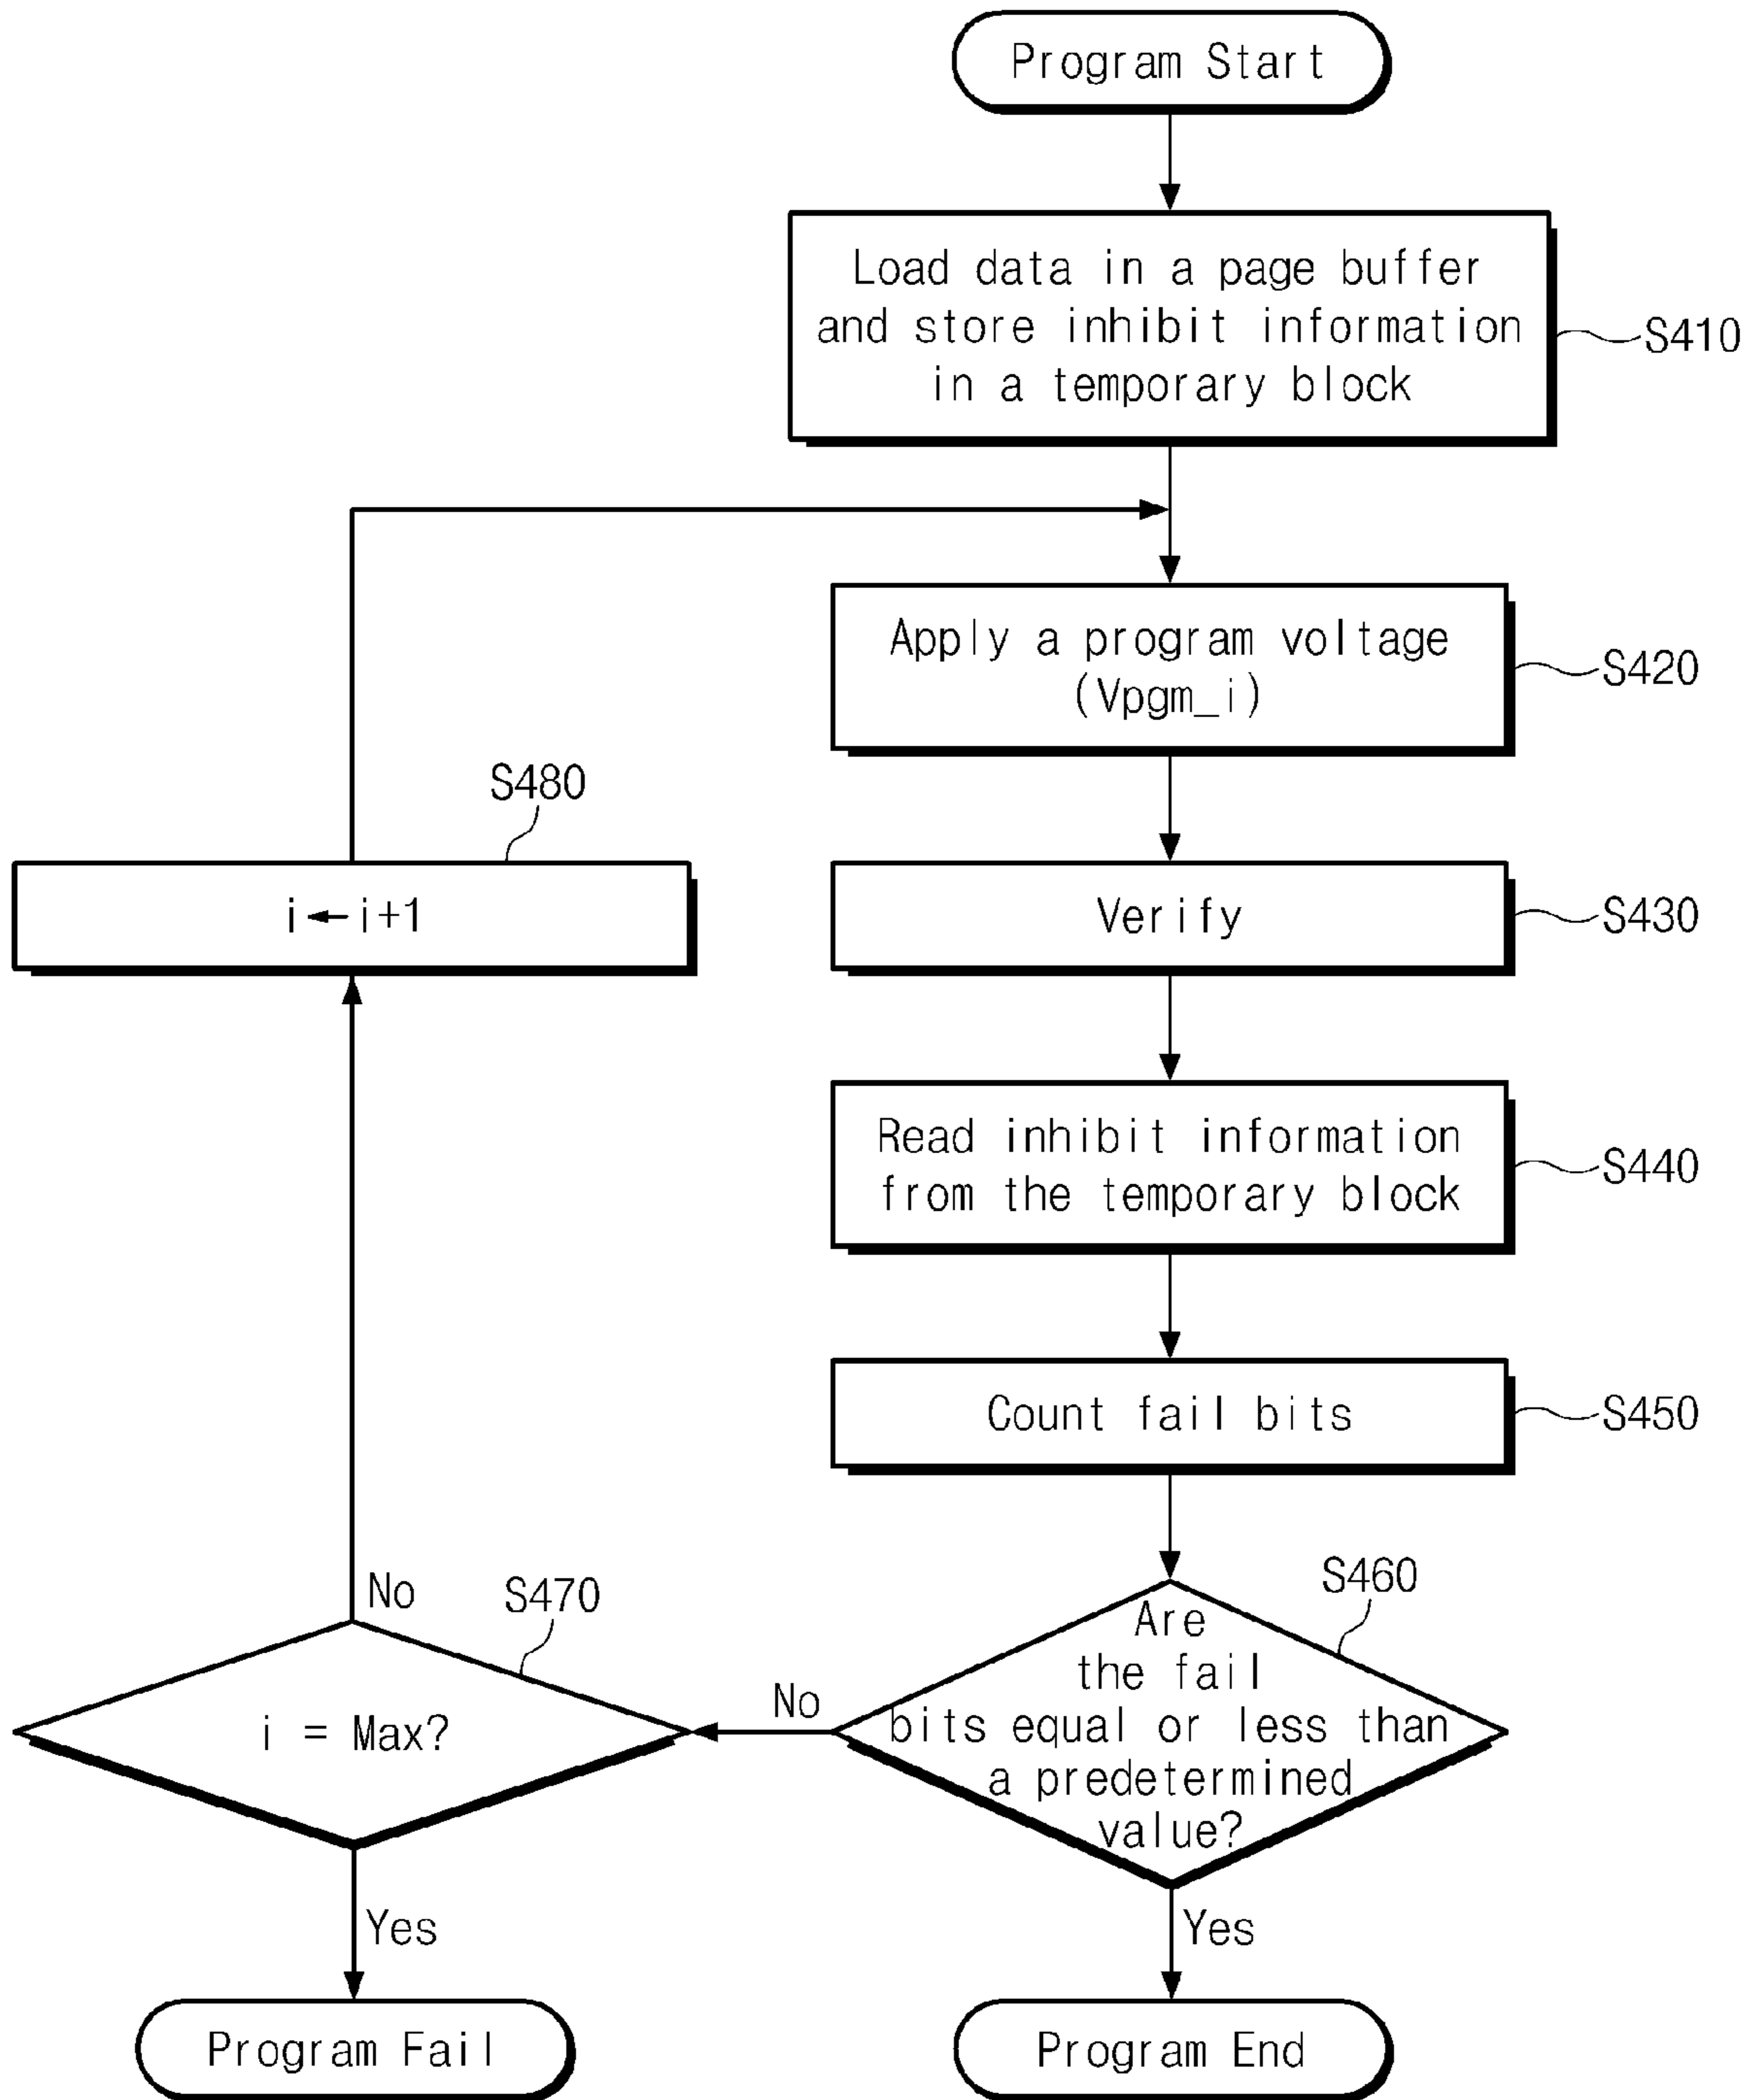 Program Start
Load data in a page buffer
and store inhibit information
in a temporary block
S410
Apply a program voltage
(Vpgm_i)
S420
S480
i←i+1
Verify
S430
Read inhibit information
from the temporary block
S440
Count fail bits
S450
No
S470
i = Max?
No
S460
Are
the fail
bits equal or less than
a predetermined
value?
Yes
Yes
Program Fail
Program End